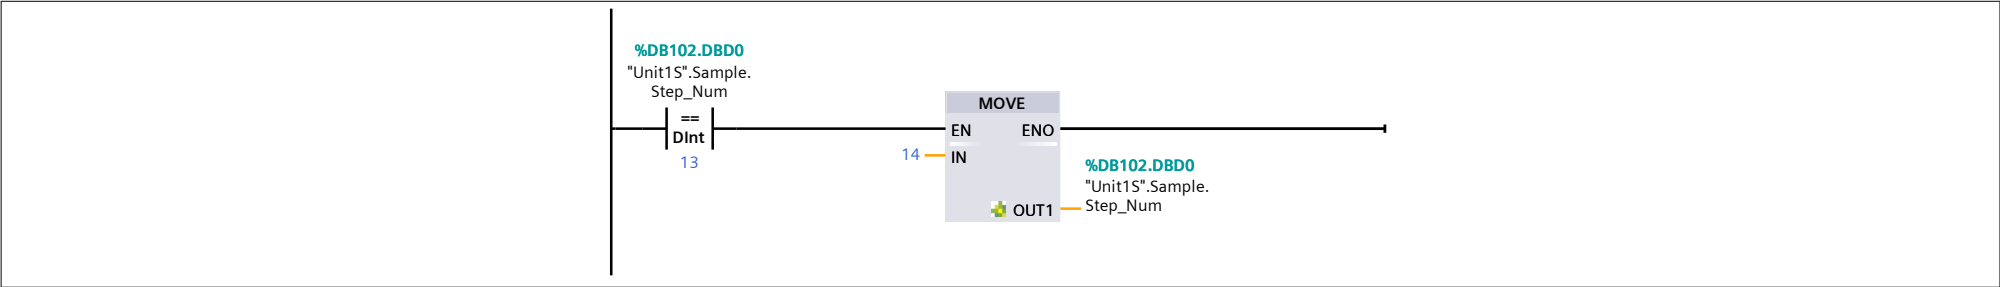 %DB102.DBD0
"Unit1S".Sample.
Step_Num
==
DInt
13
MOVE
EN ENO
14 IN
OUT1
%DB102.DBD0
"Unit1S".Sample.
Step_Num